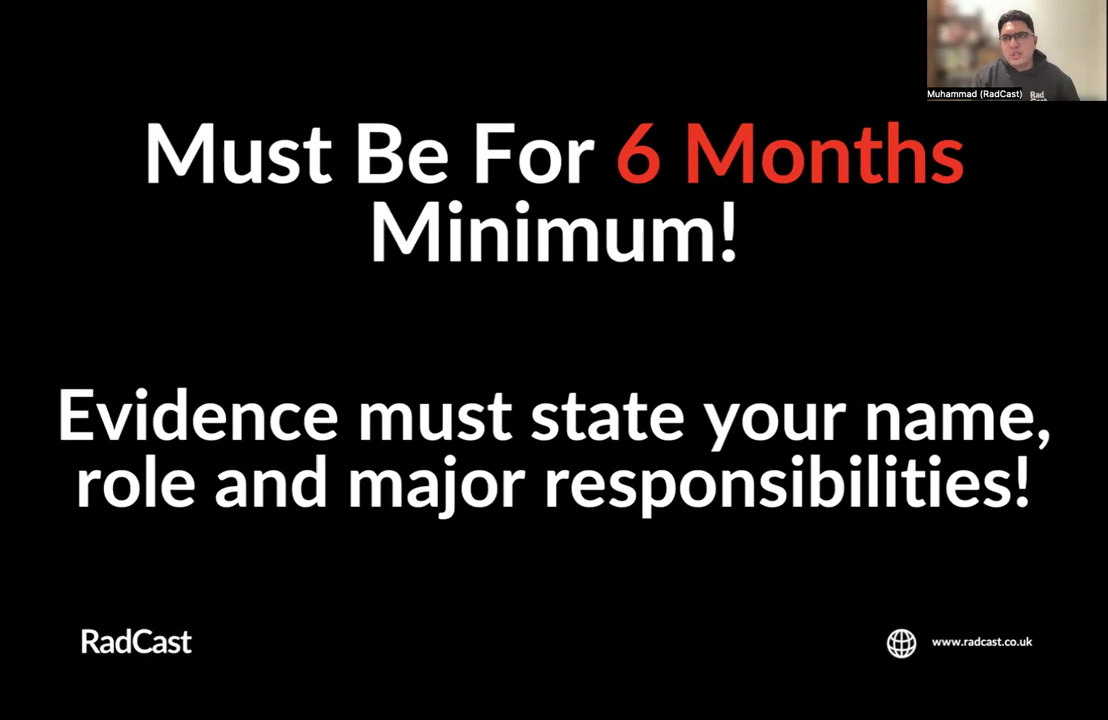 Muhammad (RadCast)
Rad
Must Be For 6 Months
Minimum!
Evidence must state your name,
role and major responsibilities!
RadCast
www.radcast.co.uk